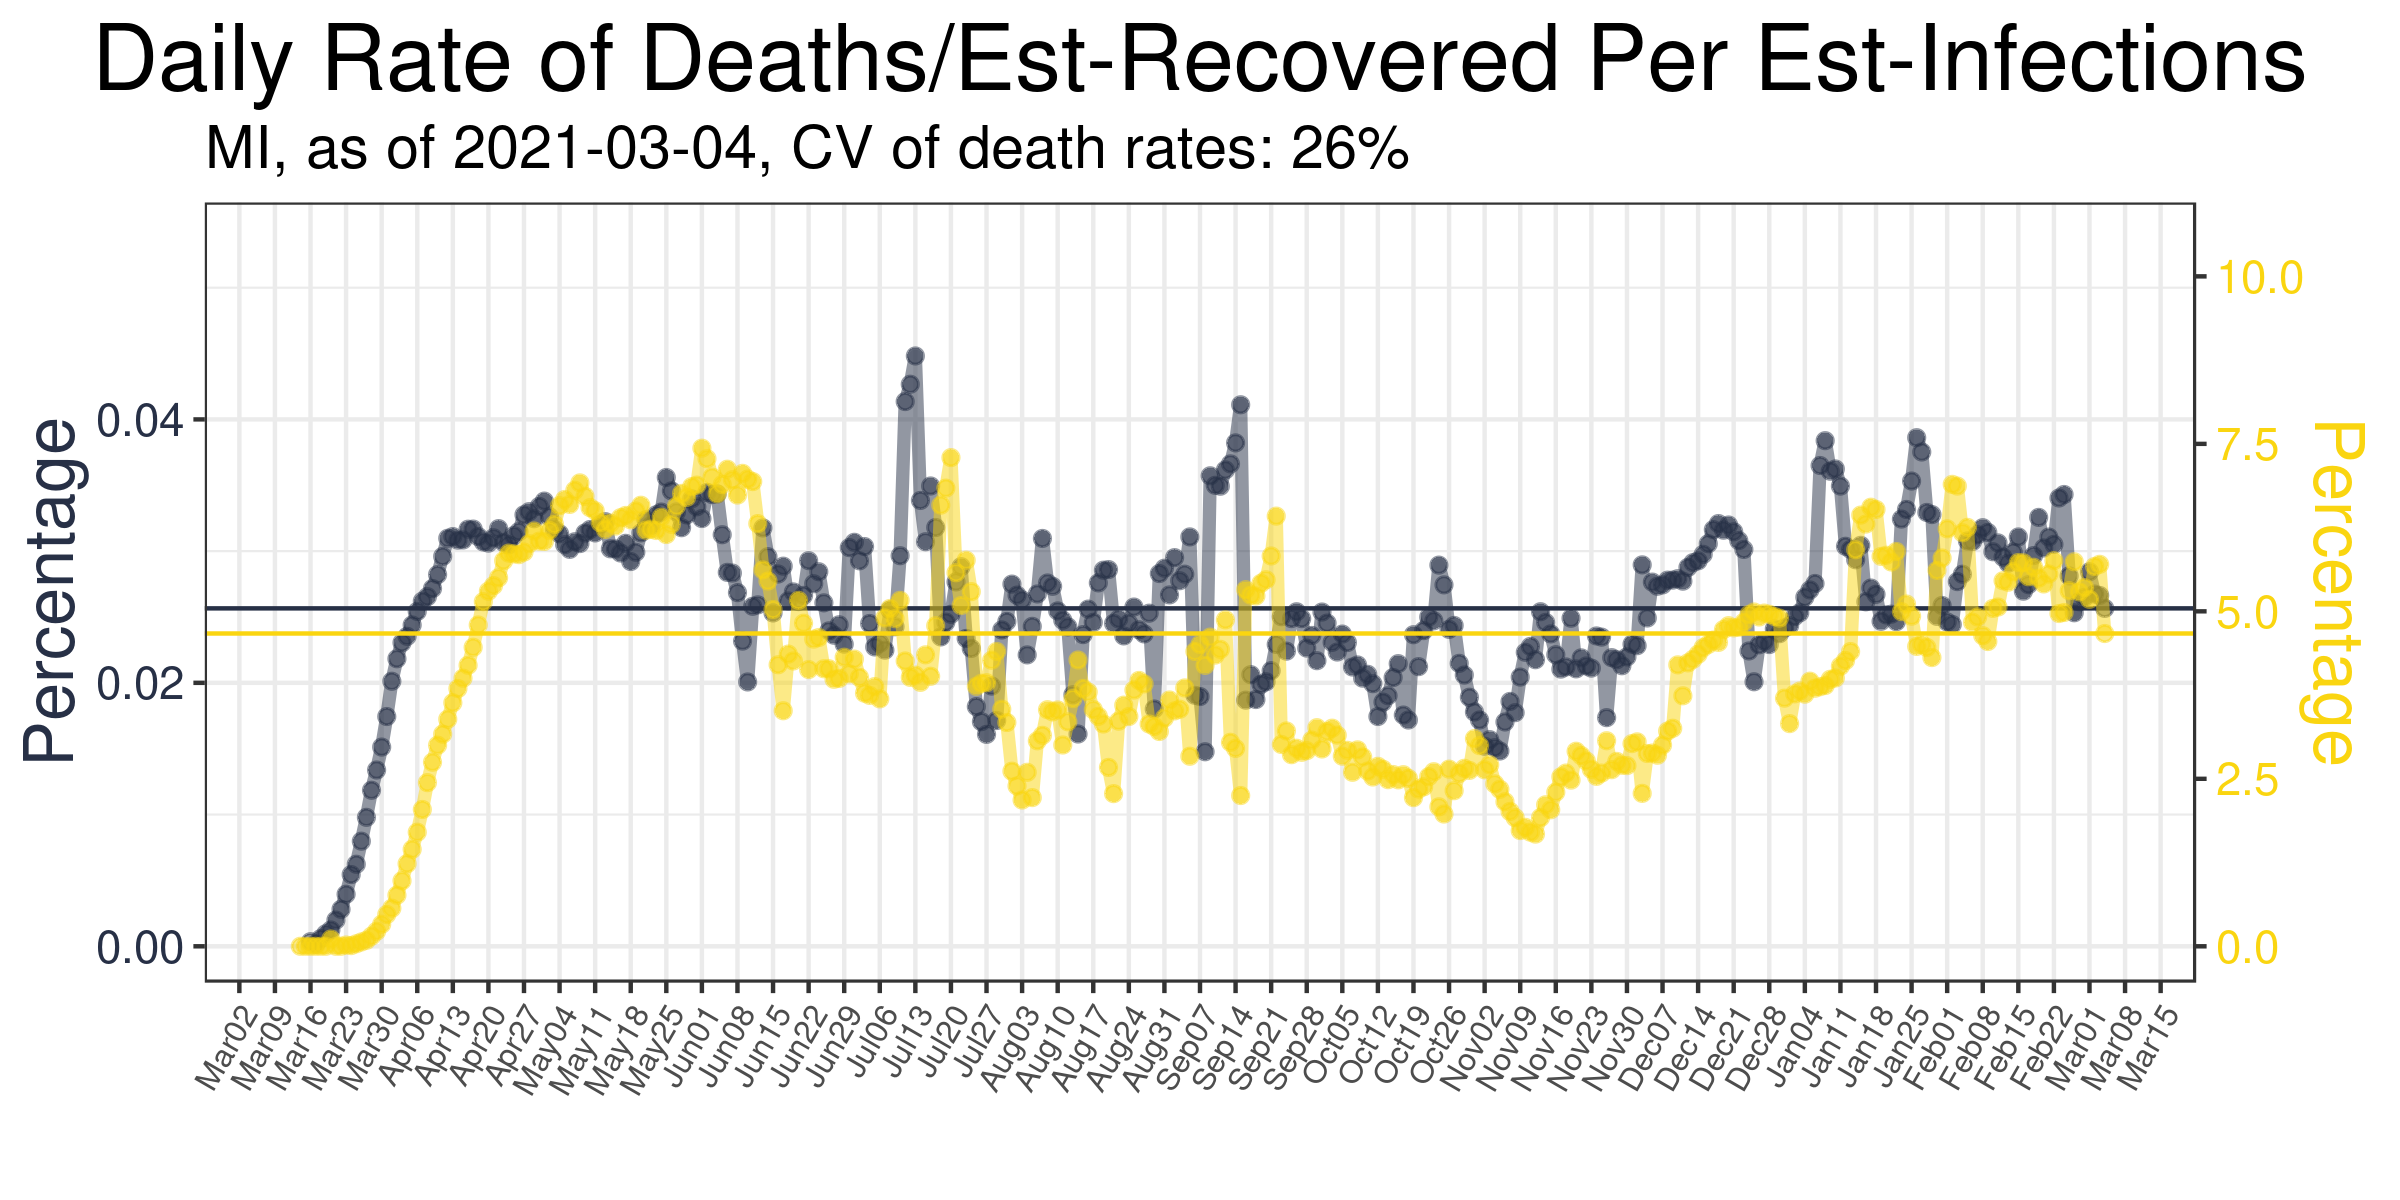 Daily Rate of Deaths/Est-Recovered Per Est-Infections
MI, as of 2021-03-04, CV of death rates: 26%
Percentage
0.04
0.02
0.00
10.0
7.5
5.0
2.5
0.0
Percentage
Mar02
Mar09
Mar16
Mar23
Mar30
Apr06
Apr13
Apr20
Apr27
May04
May11
May18
May25
Jun01
Jun08
Jun15
Jun22
Jun29
Jul06
Jul13
Jul20
Jul27
Aug03
Aug10
Aug17
Aug24
Aug31
Sep07
Sep14
Sep21
Sep28
Oct05
Oct12
Oct19
Oct26
Nov02
Nov09
Nov16
Nov23
Nov30
Dec07
Dec14
Dec21
Dec28
Jan04
Jan11
Jan18
Jan25
Feb01
Feb08
Feb15
Feb22
Mar01
Mar08
Mar15